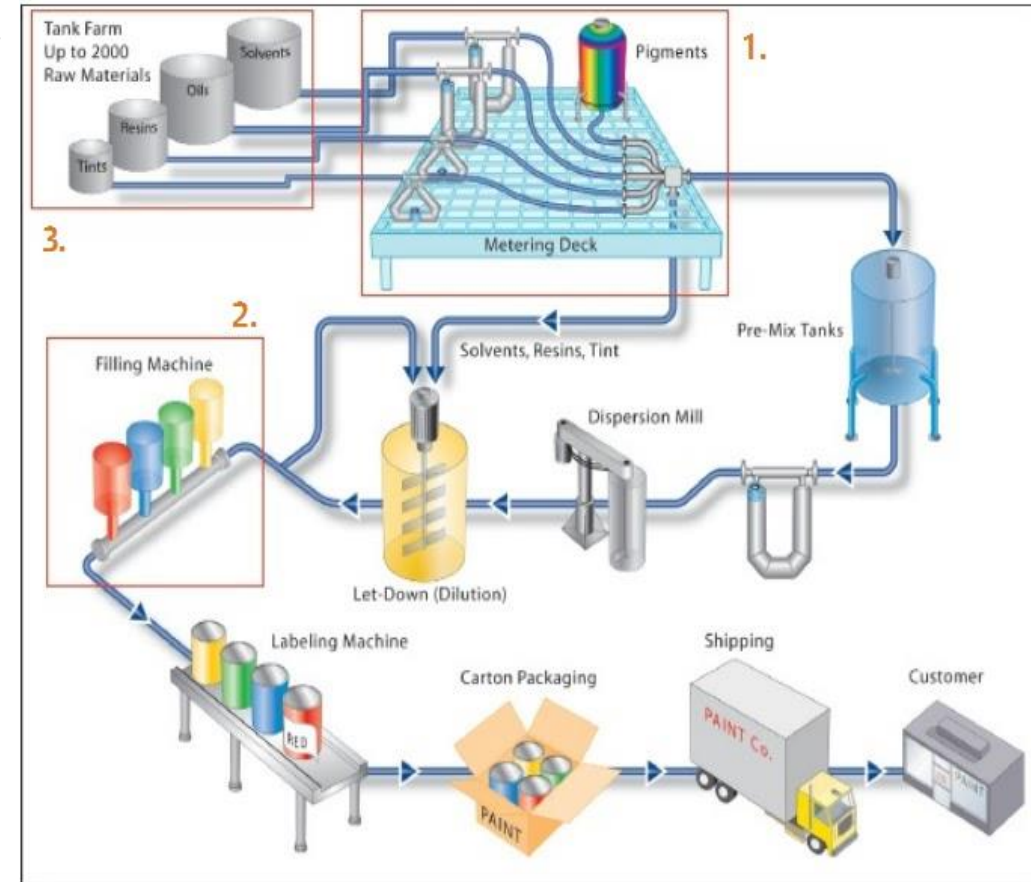 Tank Farm
Up to 2000
Raw Materials
Solvents
Oils
Resins
Tints
Pigments
1.
Metering Deck
3.
2.
Filling Machine
Solvents, Resins, Tint
Pre-Mix Tanks
Dispersion Mill
Let-Down (Dilution)
Labeling Machine
RED
Carton Packaging
PAINT
Shipping
PAINT Co.
Customer
PAINT